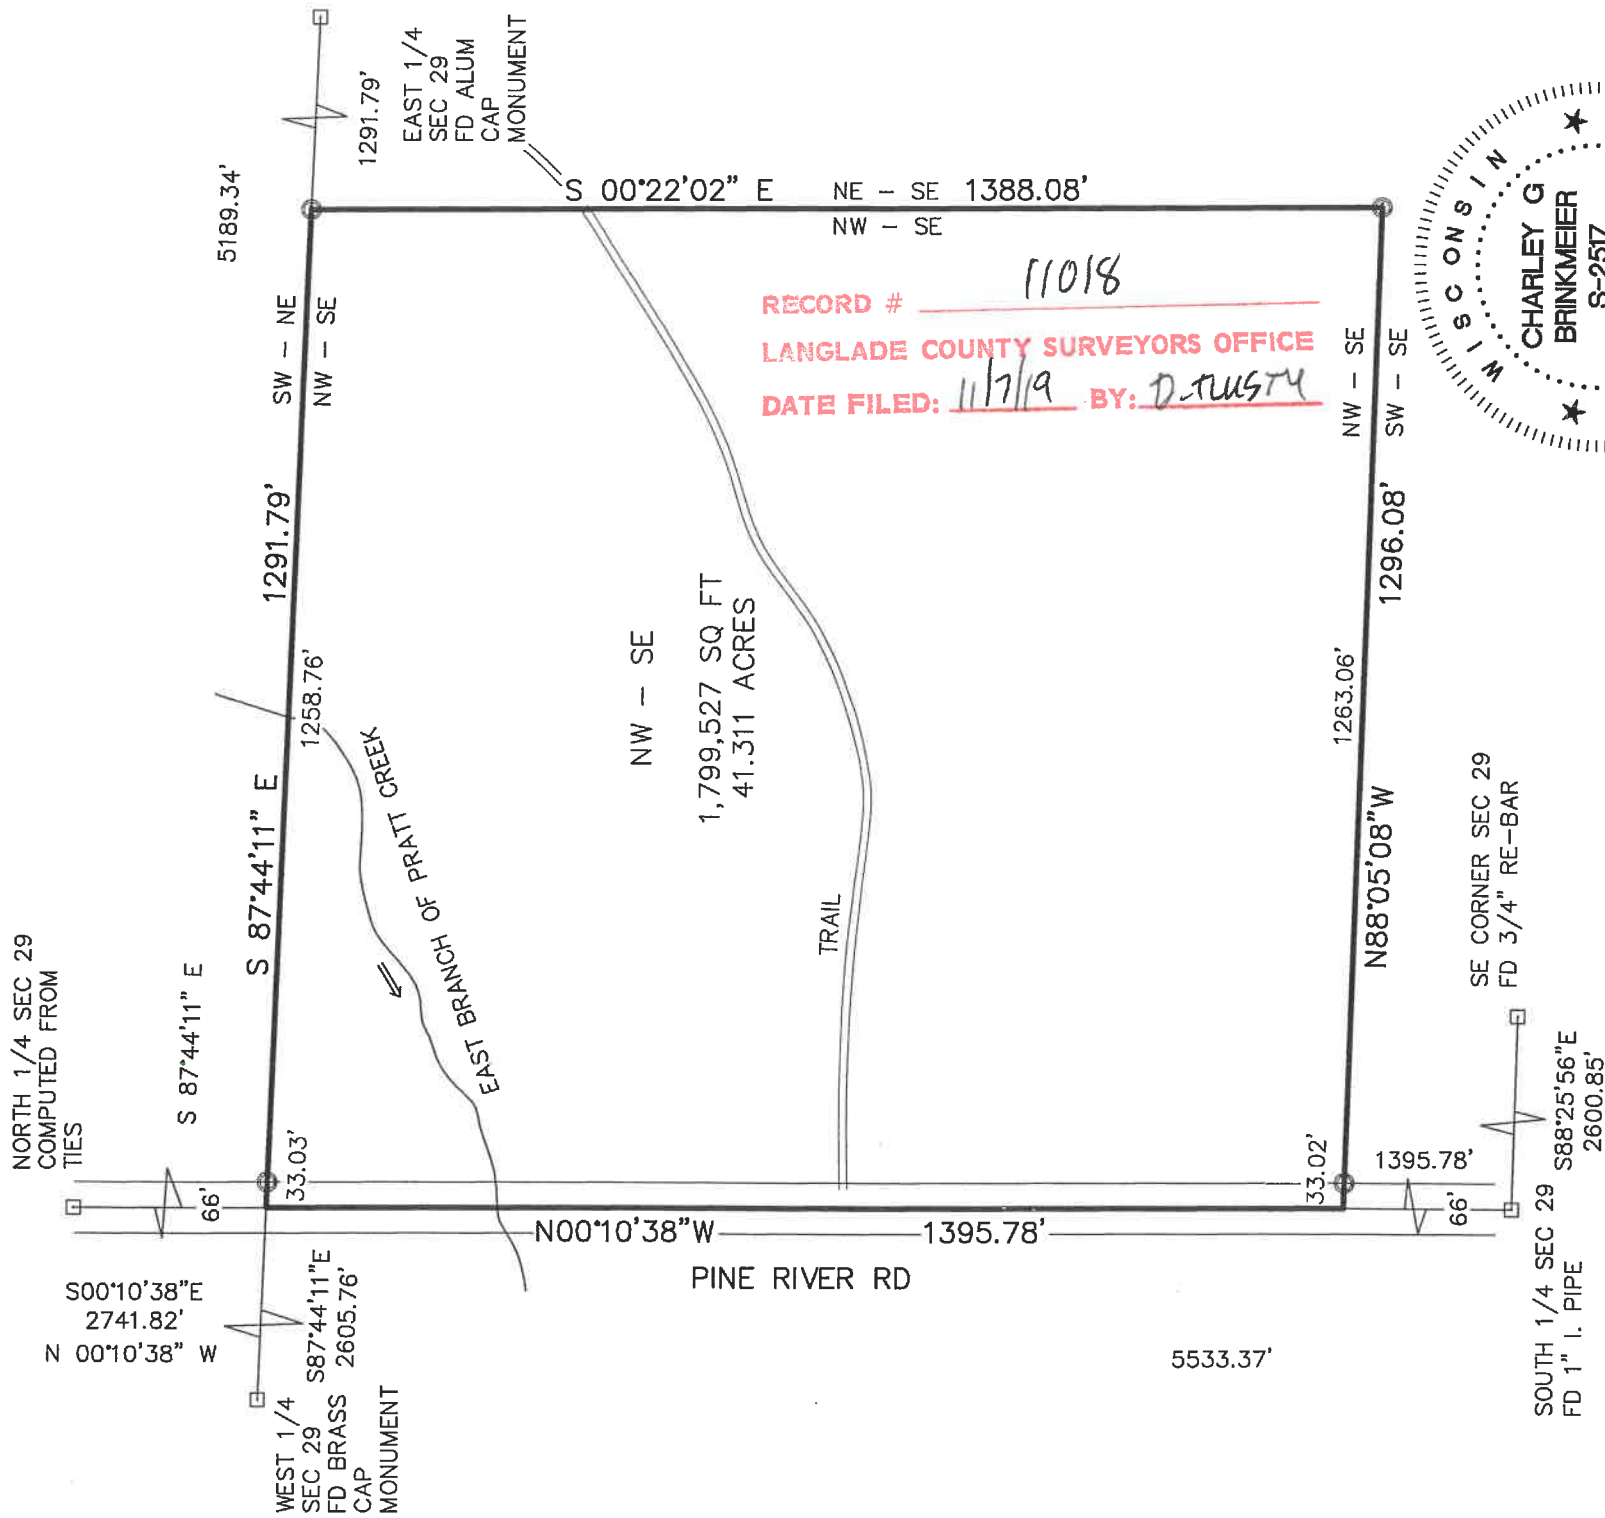 EAST 1/4
SEC 29
FD ALUM
CAP
MONUMENT
1291.79'
5189.34'
S 00°22'02" E
NE - SE
1388.08'
NW - SE
SW - NE
NW - SE
RECORD # 11018
LANGLADE COUNTY SURVEYORS OFFICE
DATE FILED: 11/7/19 BY: D.TLUSTY
NW - SE
SW - SE
WISCONSIN
CHARLEY G
BRINKMEIER
S-2517
1291.79'
1258.76'
S 87°44'11" E
EAST BRANCH OF PRATT CREEK
NW - SE
1,799,527 SQ FT
41.311 ACRES
TRAIL
1296.08'
1263.06'
N88°05'08"W
NORTH 1/4 SEC 29
COMPUTED FROM
TIES
S 87°44'11" E
66'
33.03'
SE CORNER SEC 29
FD 3/4" RE-BAR
33.02'
1395.78'
66'
S88°25'56"E
2600.85'
SOUTH 1/4 SEC 29
FD 1" I. PIPE
N00°10'38"W
1395.78'
PINE RIVER RD
S00°10'38"E
2741.82'
N 00°10'38" W
S87°44'11"E
2605.76'
WEST 1/4
SEC 29
FD BRASS
CAP
MONUMENT
5533.37'